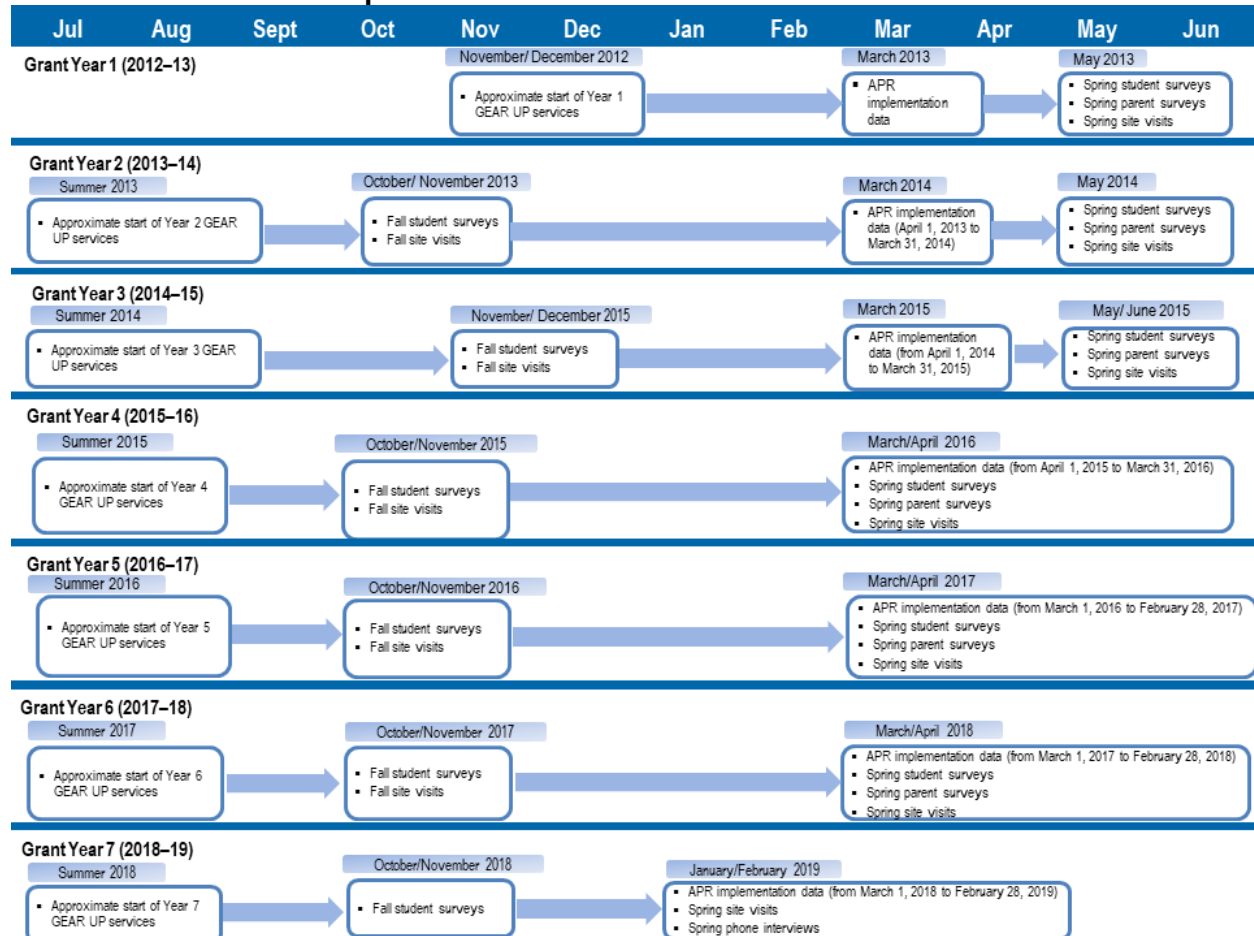 Jul Aug Sept Oct Nov Dec Jan Feb Mar Apr May Jun
Grant Year 1 (2012–13)
November/ December 2012
▪ Approximate start of Year 1
GEAR UP services
March 2013
▪ APR
implementation
data
May 2013
▪ Spring student surveys
▪ Spring parent surveys
▪ Spring site visits
Grant Year 2 (2013–14)
Summer 2013
▪ Approximate start of Year 2 GEAR
UP services
October/ November 2013
▪ Fall student surveys
▪ Fall site visits
March 2014
▪ APR implementation
data (April 1, 2013 to
March 31, 2014)
May 2014
▪ Spring student surveys
▪ Spring parent surveys
▪ Spring site visits
Grant Year 3 (2014–15)
Summer 2014
▪ Approximate start of Year 3 GEAR
UP services
November/ December 2015
▪ Fall student surveys
▪ Fall site visits
March 2015
▪ APR implementation
data (from April 1, 2014
to March 31, 2015)
May/ June 2015
▪ Spring student surveys
▪ Spring parent surveys
▪ Spring site visits
Grant Year 4 (2015–16)
Summer 2015
▪ Approximate start of Year 4
GEAR UP services
October/November 2015
▪ Fall student surveys
▪ Fall site visits
March/April 2016
▪ APR implementation data (from April 1, 2015 to March 31, 2016)
▪ Spring student surveys
▪ Spring parent surveys
▪ Spring site visits
Grant Year 5 (2016–17)
Summer 2016
▪ Approximate start of Year 5
GEAR UP services
October/November 2016
▪ Fall student surveys
▪ Fall site visits
March/April 2017
▪ APR implementation data (from March 1, 2016 to February 28, 2017)
▪ Spring student surveys
▪ Spring parent surveys
▪ Spring site visits
Grant Year 6 (2017–18)
Summer 2017
▪ Approximate start of Year 6
GEAR UP services
October/November 2017
▪ Fall student surveys
▪ Fall site visits
March/April 2018
▪ APR implementation data (from March 1, 2017 to February 28, 2018)
▪ Spring student surveys
▪ Spring parent surveys
▪ Spring site visits
Grant Year 7 (2018–19)
Summer 2018
▪ Approximate start of Year 7
GEAR UP services
October/November 2018
▪ Fall student surveys
January/February 2019
▪ APR implementation data (from March 1, 2018 to February 28, 2019)
▪ Spring site visits
▪ Spring phone interviews